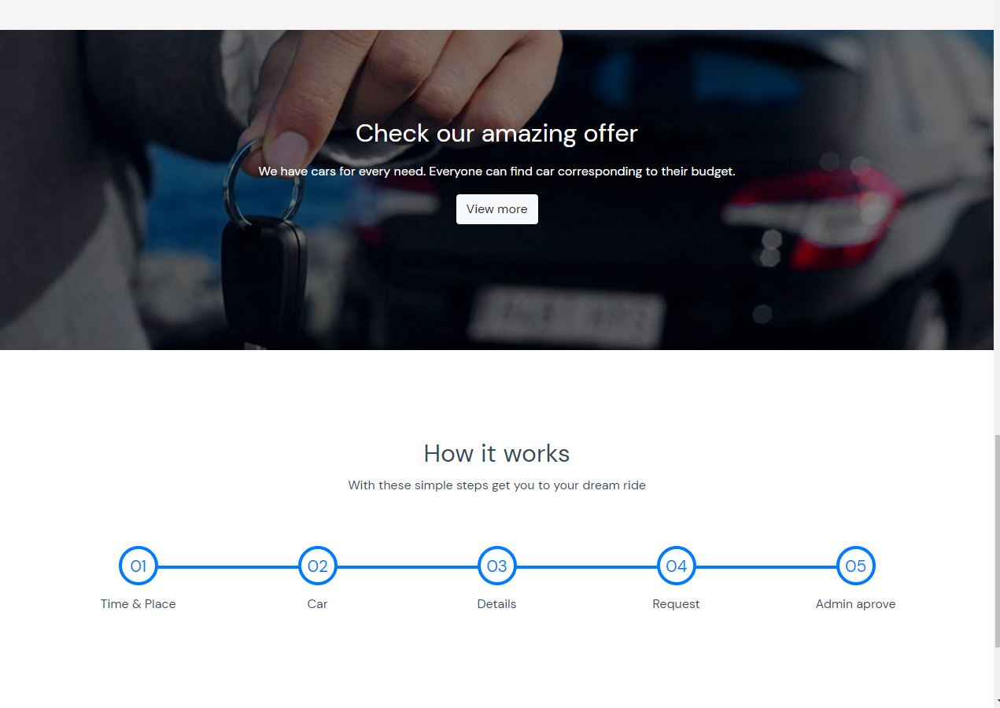 Check our amazing offer
We have cars for every need. Everyone can find car corresponding to their budget.
View more
How it works
With these simple steps get you to your dream ride
01 02 03 04 05
Time & Place Car Details Request Admin aprove